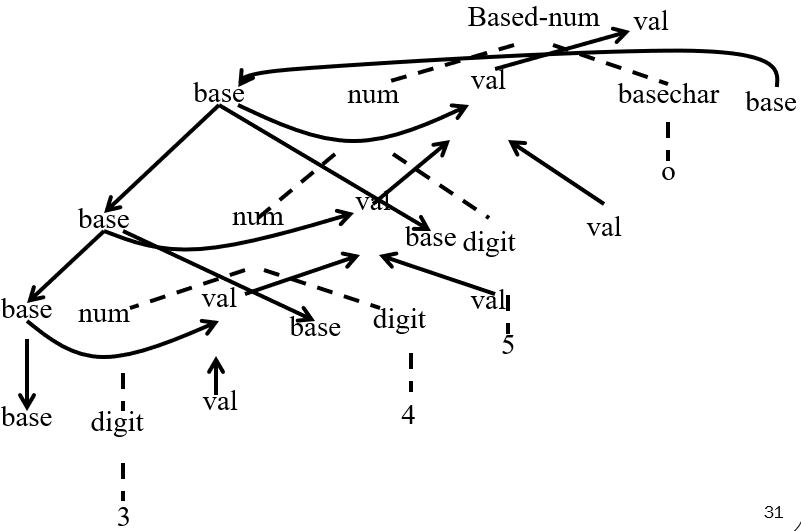 Based-num val
base num val basechar base
o
base num val base digit val
base num val base digit val
5
base digit val 4
3
31